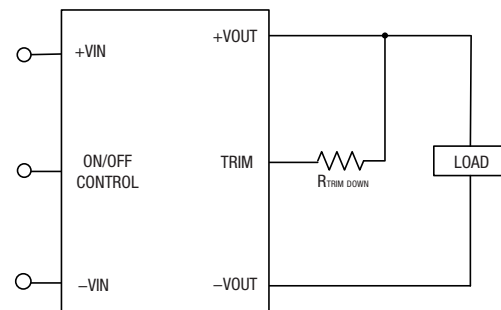 +VOUT
+VIN
ON/OFF
CONTROL
TRIM
LOAD
RTRIM DOWN
–VIN
–VOUT